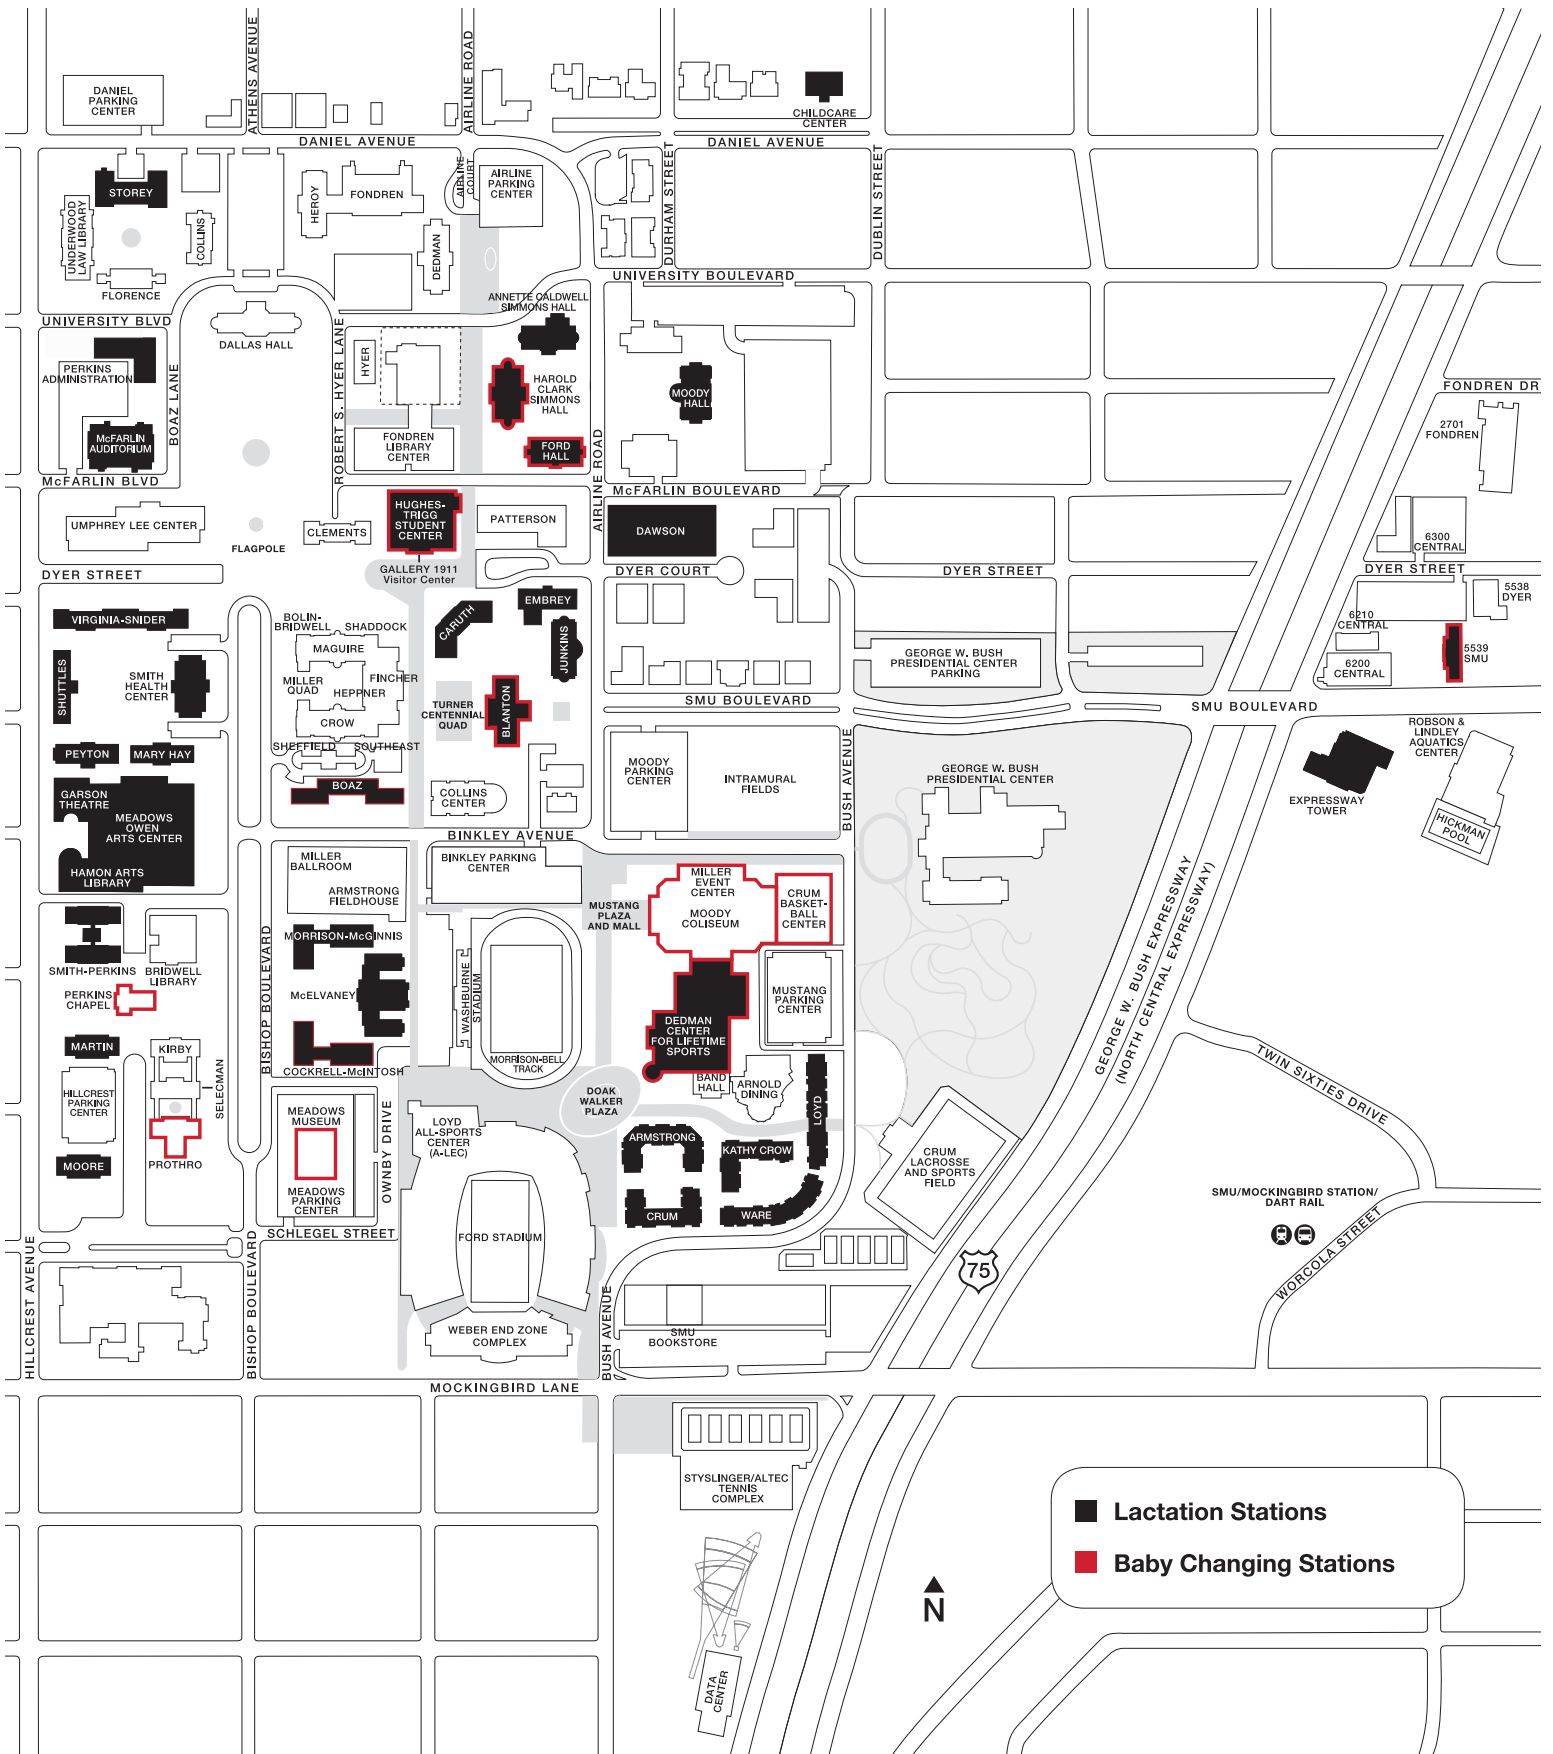 ATHENS AVENUE
AIRLINE ROAD
DANIEL
PARKING
CENTER
CHILDCARE
CENTER
DANIEL AVENUE
DANIEL AVENUE
STOREY
UNDERWOOD
LAW LIBRARY
COLLINS
FLORENCE
HEROY
FONDREN
DEDMAN
AIRLINE
COURT
AIRLINE
PARKING
CENTER
DURHAM STREET
DUBLIN STREET
UNIVERSITY BOULEVARD
ANNETTE CALDWELL
SIMMONS HALL
UNIVERSITY BLVD
DALLAS HALL
PERKINS
ADMINISTRATION
BOAZ LANE
ROBERT S. HYER LANE
HYER
HAROLD
CLARK
SIMMONS
HALL
MOODY
HALL
FONDREN DR
2701
FONDREN
McFARLIN
AUDITORIUM
FONDREN
LIBRARY
CENTER
FORD
HALL
AIRLINE ROAD
McFARLIN BLVD
McFARLIN BOULEVARD
UMPHREY LEE CENTER
FLAGPOLE
CLEMENTS
HUGHES-
TRIGG
STUDENT
CENTER
PATTERSON
DAWSON
6300
CENTRAL
GALLERY 1911
Visitor Center
DYER STREET
DYER COURT
DYER STREET
DYER STREET
5538
DYER
VIRGINIA-SNIDER
BOLIN-
BRIDWELL
SHADDOCK
MAGUIRE
CARUTH
EMBREY
JUNKINS
6210
CENTRAL
5539
SMU
SHUTTLES
SMITH
HEALTH
CENTER
MILLER
QUAD
FINCHER
HEPPNER
CROW
TURNER
CENTENNIAL
QUAD
BLANTON
GEORGE W. BUSH
PRESIDENTIAL CENTER
PARKING
6200
CENTRAL
SMU BOULEVARD
SMU BOULEVARD
PEYTON
MARY HAY
SHEFFIELD
SOUTHEAST
BOAZ
COLLINS
CENTER
MOODY
PARKING
CENTER
INTRAMURAL
FIELDS
BUSH AVENUE
GEORGE W. BUSH
PRESIDENTIAL CENTER
ROBSON &
LINDLEY
AQUATICS
CENTER
EXPRESSWAY
TOWER
HICKMAN
POOL
GARSON
THEATRE
MEADOWS
OWEN
ARTS CENTER
HAMON ARTS
LIBRARY
BINKLEY AVENUE
MILLER
BALLROOM
ARMSTRONG
FIELDHOUSE
BINKLEY PARKING
CENTER
MUSTANG
PLAZA
AND MALL
MILLER
EVENT
CENTER
MOODY
COLISEUM
CRUM
BASKET-
BALL
CENTER
SMITH-PERKINS
BRIDWELL
LIBRARY
BISHOP BOULEVARD
MORRISON-McGINNIS
McELVANEY
WASHBURNE
STADIUM
PERKINS
CHAPEL
MUSTANG
PARKING
CENTER
DEDMAN
CENTER
FOR LIFETIME
SPORTS
MARTIN
KIRBY
COCKRELL-McINTOSH
MORRISON-BELL
TRACK
BAND
HALL
ARNOLD
DINING
LOYD
GEORGE W. BUSH EXPRESSWAY
(NORTH CENTRAL EXPRESSWAY)
TWIN SIXTIES DRIVE
HILLCREST
PARKING
CENTER
SELECMAN
PROTHRO
MOORE
MEADOWS
MUSEUM
MEADOWS
PARKING
CENTER
OWNBY DRIVE
LOYD
ALL-SPORTS
CENTER
(A-LEC)
DOAK
WALKER
PLAZA
ARMSTRONG
KATHY CROW
CRUM
WARE
CRUM
LACROSSE
AND SPORTS
FIELD
SMU/MOCKINGBIRD STATION/
DART RAIL
WORCOLA STREET
SCHLEGEL STREET
FORD STADIUM
75
HILLCREST AVENUE
BISHOP BOULEVARD
WEBER END ZONE
COMPLEX
BUSH AVENUE
SMU
BOOKSTORE
MOCKINGBIRD LANE
STYSLINGER/ALTEC
TENNIS
COMPLEX
DATA
CENTER
N
Lactation Stations
Baby Changing Stations